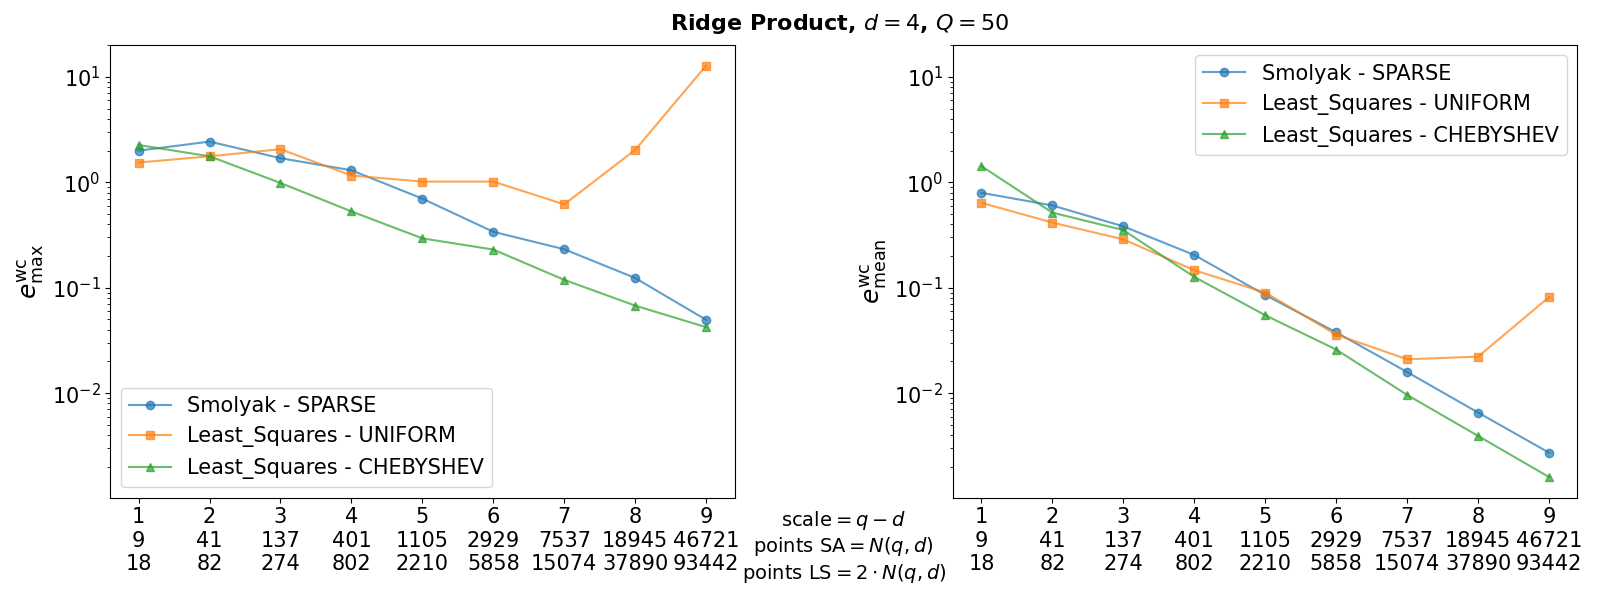 Ridge Product, d = 4, Q = 50
10^1
10^0
10^-1
10^-2
e^wc_max
Smolyak - SPARSE
Least_Squares - UNIFORM
Least_Squares - CHEBYSHEV
1 2 3 4 5 6 7 8 9
9 41 137 401 1105 2929 7537 18945 46721
18 82 274 802 2210 5858 15074 37890 93442
scale = q − d
points SA = N(q, d)
points LS = 2 · N(q, d)
10^1
10^0
10^-1
10^-2
e^wc_mean
Smolyak - SPARSE
Least_Squares - UNIFORM
Least_Squares - CHEBYSHEV
1 2 3 4 5 6 7 8 9
9 41 137 401 1105 2929 7537 18945 46721
18 82 274 802 2210 5858 15074 37890 93442